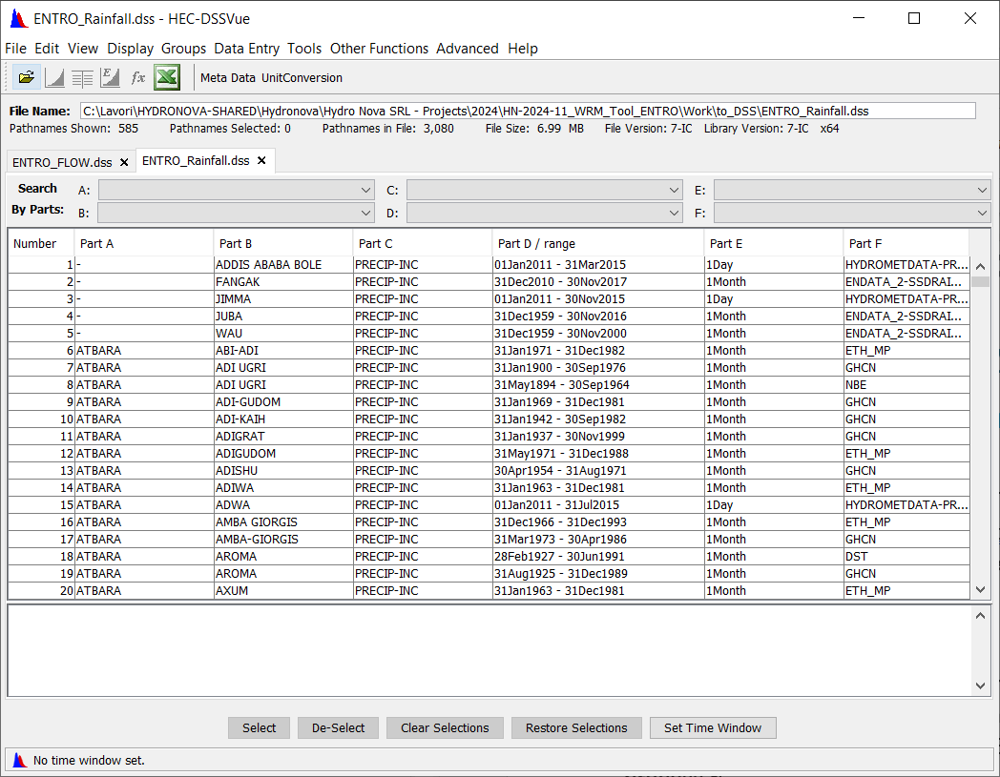 ENTRO_Rainfall.dss - HEC-DSSVue
File Edit View Display Groups Data Entry Tools Other Functions Advanced Help
E fx Meta Data UnitConversion
File Name: C:\Lavori\HYDRONOVA-SHARED\Hydronova\Hydro Nova SRL - Projects\2024\HN-2024-11_WRM_Tool_ENTRO\Work\to_DSS\ENTRO_Rainfall.dss
Pathnames Shown: 585 Pathnames Selected: 0 Pathnames in File: 3,080 File Size: 6.99 MB File Version: 7-IC Library Version: 7-IC x64
ENTRO_FLOW.dss ENTRO_Rainfall.dss
Search A: C: E:
By Parts: B: D: F:
Number Part A Part B Part C Part D / range Part E Part F
1 - ADDIS ABABA BOLE PRECIP-INC 01Jan2011 - 31Mar2015 1Day HYDROMETDATA-PR...
2 - FANGAK PRECIP-INC 31Dec2010 - 30Nov2017 1Month ENDATA_2-SSDRAI...
3 - JIMMA PRECIP-INC 01Jan2011 - 30Nov2015 1Day HYDROMETDATA-PR...
4 - JUBA PRECIP-INC 31Dec1959 - 30Nov2016 1Month ENDATA_2-SSDRAI...
5 - WAU PRECIP-INC 31Dec1959 - 30Nov2000 1Month ENDATA_2-SSDRAI...
6 ATBARA ABI-ADI PRECIP-INC 31Jan1971 - 31Dec1982 1Month ETH_MP
7 ATBARA ADI UGRI PRECIP-INC 31Jan1900 - 30Sep1976 1Month GHCN
8 ATBARA ADI UGRI PRECIP-INC 31May1894 - 30Sep1964 1Month NBE
9 ATBARA ADI-GUDOM PRECIP-INC 31Jan1969 - 31Dec1981 1Month GHCN
10 ATBARA ADI-KAIH PRECIP-INC 31Jan1942 - 30Sep1982 1Month GHCN
11 ATBARA ADIGRAT PRECIP-INC 31Jan1937 - 30Nov1999 1Month GHCN
12 ATBARA ADIGUDOM PRECIP-INC 31May1971 - 31Dec1988 1Month ETH_MP
13 ATBARA ADISHU PRECIP-INC 30Apr1954 - 31Aug1971 1Month GHCN
14 ATBARA ADIWA PRECIP-INC 31Jan1963 - 31Dec1981 1Month ETH_MP
15 ATBARA ADWA PRECIP-INC 01Jan2011 - 31Jul2015 1Day HYDROMETDATA-PR...
16 ATBARA AMBA GIORGIS PRECIP-INC 31Dec1966 - 31Dec1993 1Month ETH_MP
17 ATBARA AMBA-GIORGIS PRECIP-INC 31Mar1973 - 30Apr1986 1Month GHCN
18 ATBARA AROMA PRECIP-INC 28Feb1927 - 30Jun1991 1Month DST
19 ATBARA AROMA PRECIP-INC 31Aug1925 - 31Dec1989 1Month GHCN
20 ATBARA AXUM PRECIP-INC 31Jan1963 - 31Dec1981 1Month ETH_MP
Select De-Select Clear Selections Restore Selections Set Time Window
No time window set.